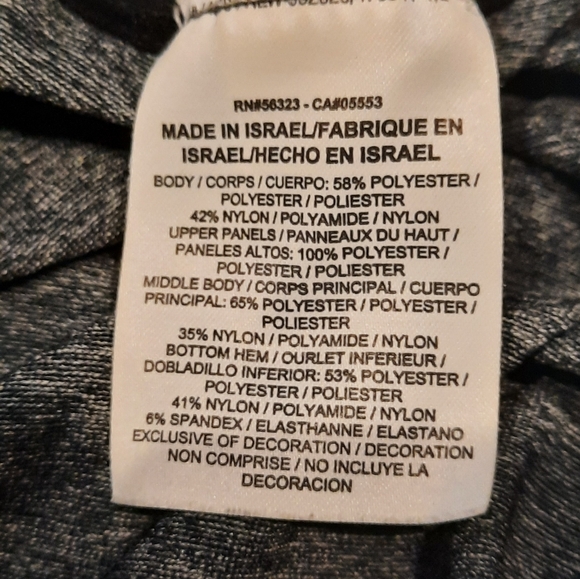 RN#56323 - CA#05553
MADE IN ISRAEL/FABRIQUE EN
ISRAEL/HECHO EN ISRAEL
BODY / CORPS / CUERPO: 58% POLYESTER /
POLYESTER / POLIESTER
42% NYLON / POLYAMIDE / NYLON
UPPER PANELS / PANNEAUX DU HAUT /
PANELES ALTOS: 100% POLYESTER /
POLYESTER / POLIESTER
MIDDLE BODY / CORPS PRINCIPAL / CUERPO
PRINCIPAL: 65% POLYESTER / POLYESTER /
POLIESTER
35% NYLON / POLYAMIDE / NYLON
BOTTOM HEM / OURLET INFERIEUR /
DOBLADILLO INFERIOR: 53% POLYESTER /
POLYESTER / POLIESTER
41% NYLON / POLYAMIDE / NYLON
6% SPANDEX / ELASTHANNE / ELASTANO
EXCLUSIVE OF DECORATION / DECORATION
NON COMPRISE / NO INCLUYE LA
DECORACION